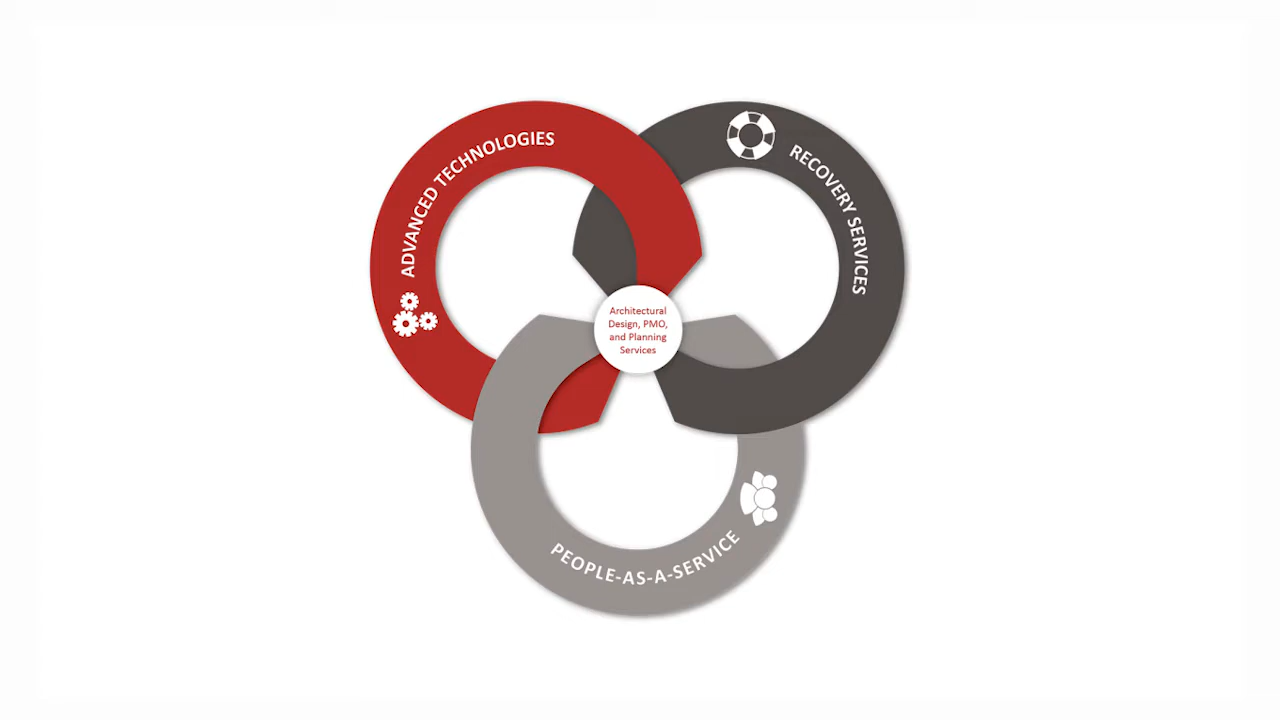 ADVANCED TECHNOLOGIES
RECOVERY SERVICES
Architectural
Design, PMO,
and Planning
Services
PEOPLE-AS-A-SERVICE